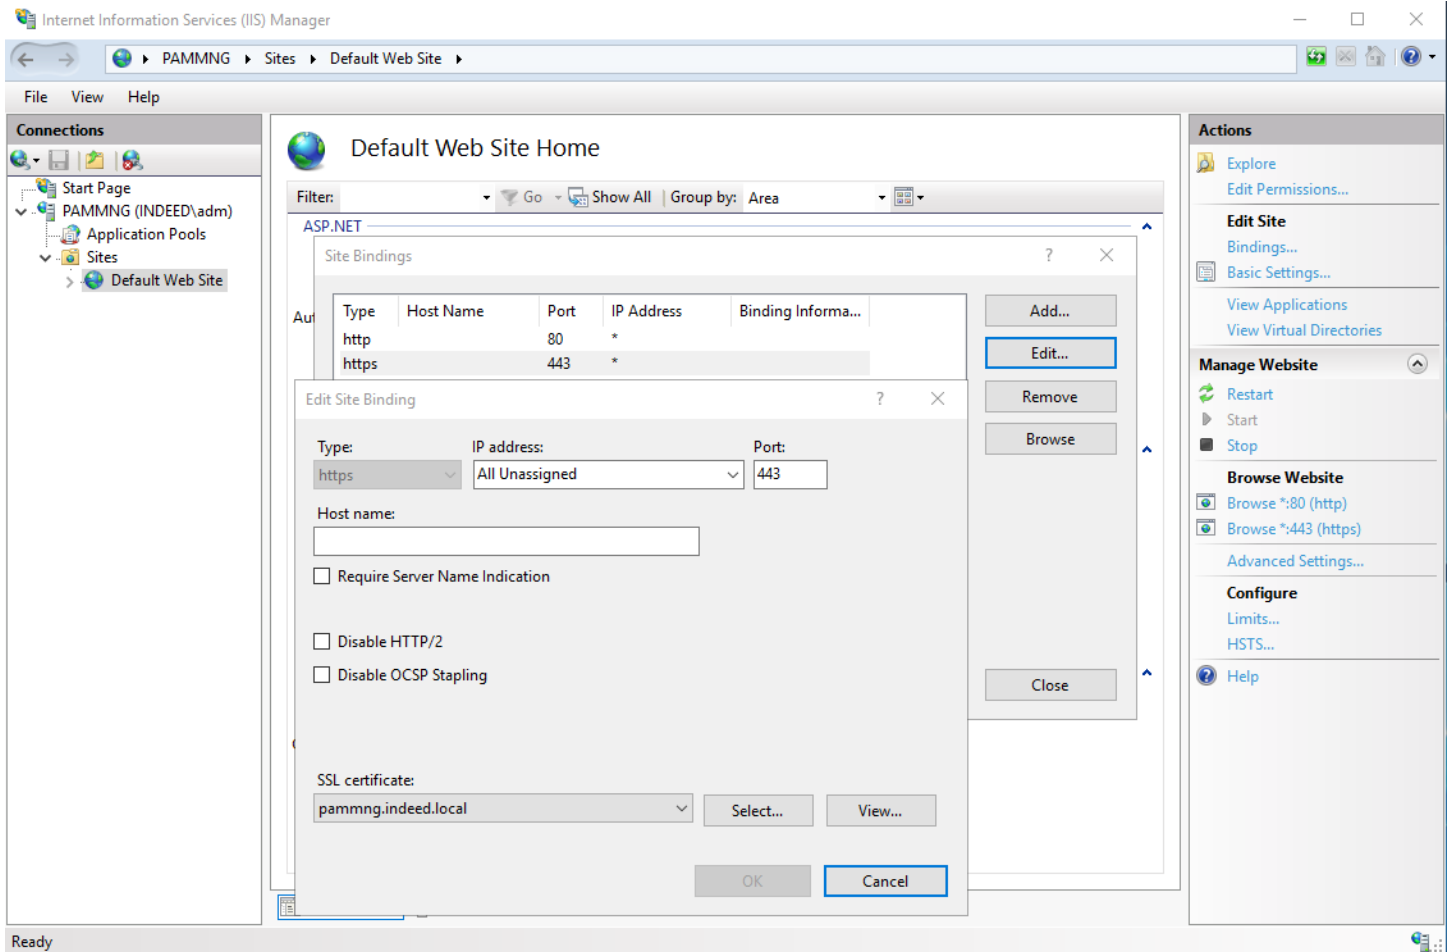 Internet Information Services (IIS) Manager
PAMMNG Sites Default Web Site
File View Help
Connections
Start Page
PAMMNG (INDEED\adm)
Application Pools
Sites
Default Web Site
Default Web Site Home
Filter: Go Show All Group by: Area
ASP.NET
Site Bindings ?
Type Host Name Port IP Address Binding Informa...
http 80 *
https 443 *
Add...
Edit...
Remove
Browse
Close
Edit Site Binding ?
Type: IP address: Port:
https All Unassigned 443
Host name:
Require Server Name Indication
Disable HTTP/2
Disable OCSP Stapling
SSL certificate:
pammng.indeed.local Select... View...
OK Cancel
Actions
Explore
Edit Permissions...
Edit Site
Bindings...
Basic Settings...
View Applications
View Virtual Directories
Manage Website
Restart
Start
Stop
Browse Website
Browse *:80 (http)
Browse *:443 (https)
Advanced Settings...
Configure
Limits...
HSTS...
Help
Ready